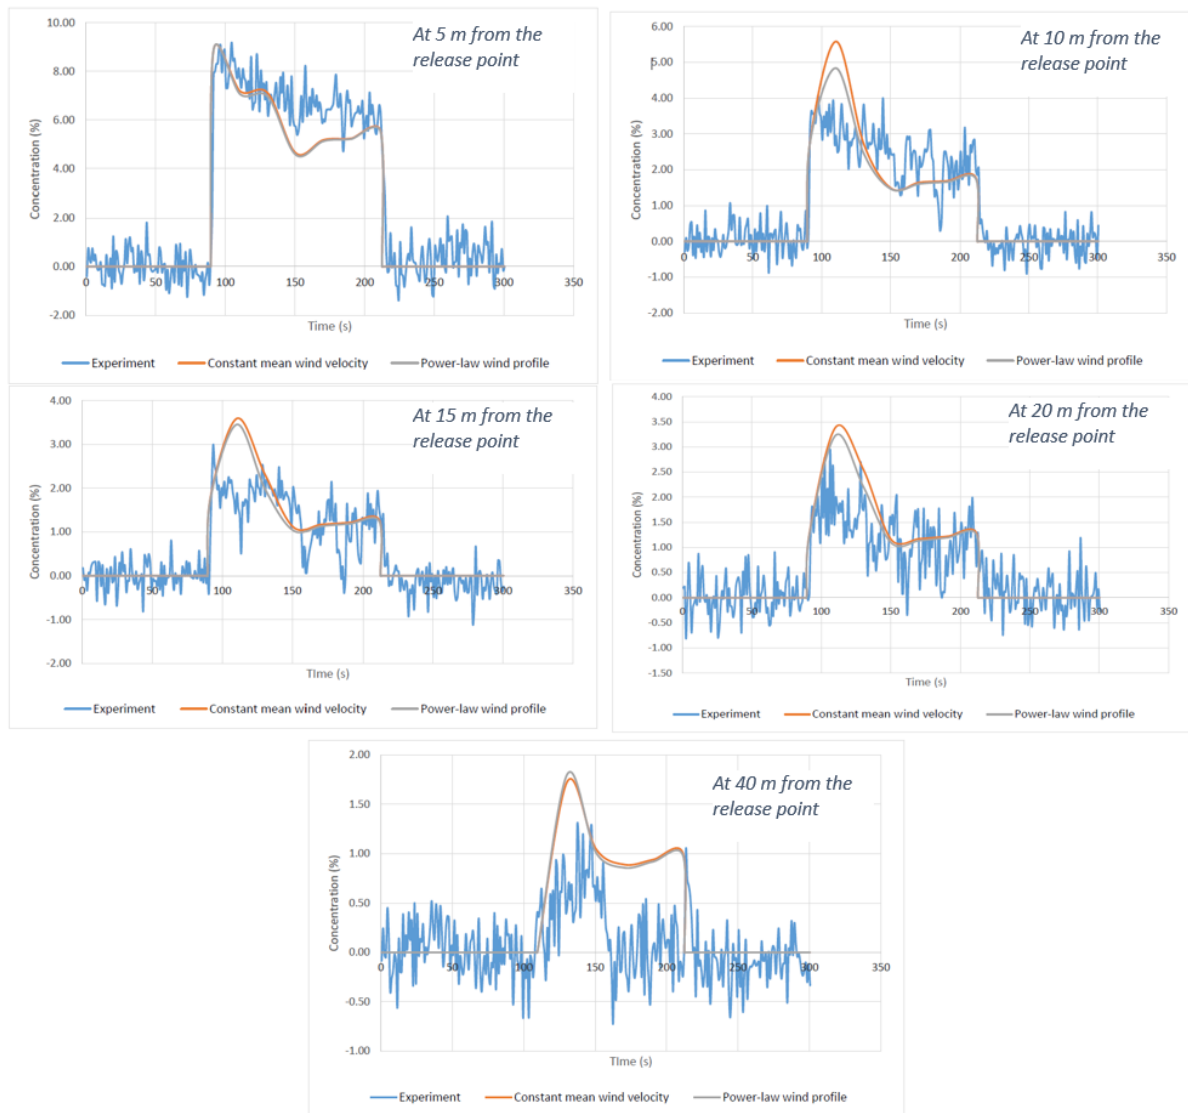 10.00
8.00
6.00
4.00
2.00
0.00
-2.00
Concentration (%)
At 5 m from the
release point
0 50 100 150 200 250 300 350
Time (s)
Experiment Constant mean wind velocity Power-law wind profile
6.00
5.00
4.00
3.00
2.00
1.00
0.00
-1.00
-2.00
Concentration (%)
At 10 m from the
release point
0 50 100 150 200 250 300 350
Time (s)
Experiment Constant mean wind velocity Power-law wind profile
4.00
3.00
2.00
1.00
0.00
-1.00
-2.00
Concentration (%)
At 15 m from the
release point
0 50 100 150 200 250 300 350
TIme (s)
Experiment Constant mean wind velocity Power-law wind profile
4.00
3.50
3.00
2.50
2.00
1.50
1.00
0.50
0.00
-0.50
-1.00
-1.50
Concentration (%)
At 20 m from the
release point
0 50 100 150 200 250 300 350
Time (s)
Experiment Constant mean wind velocity Power-law wind profile
2.00
1.50
1.00
0.50
0.00
-0.50
-1.00
Concentration (%)
At 40 m from the
release point
0 50 100 150 200 250 300 350
TIme (s)
Experiment Constant mean wind velocity Power-law wind profile